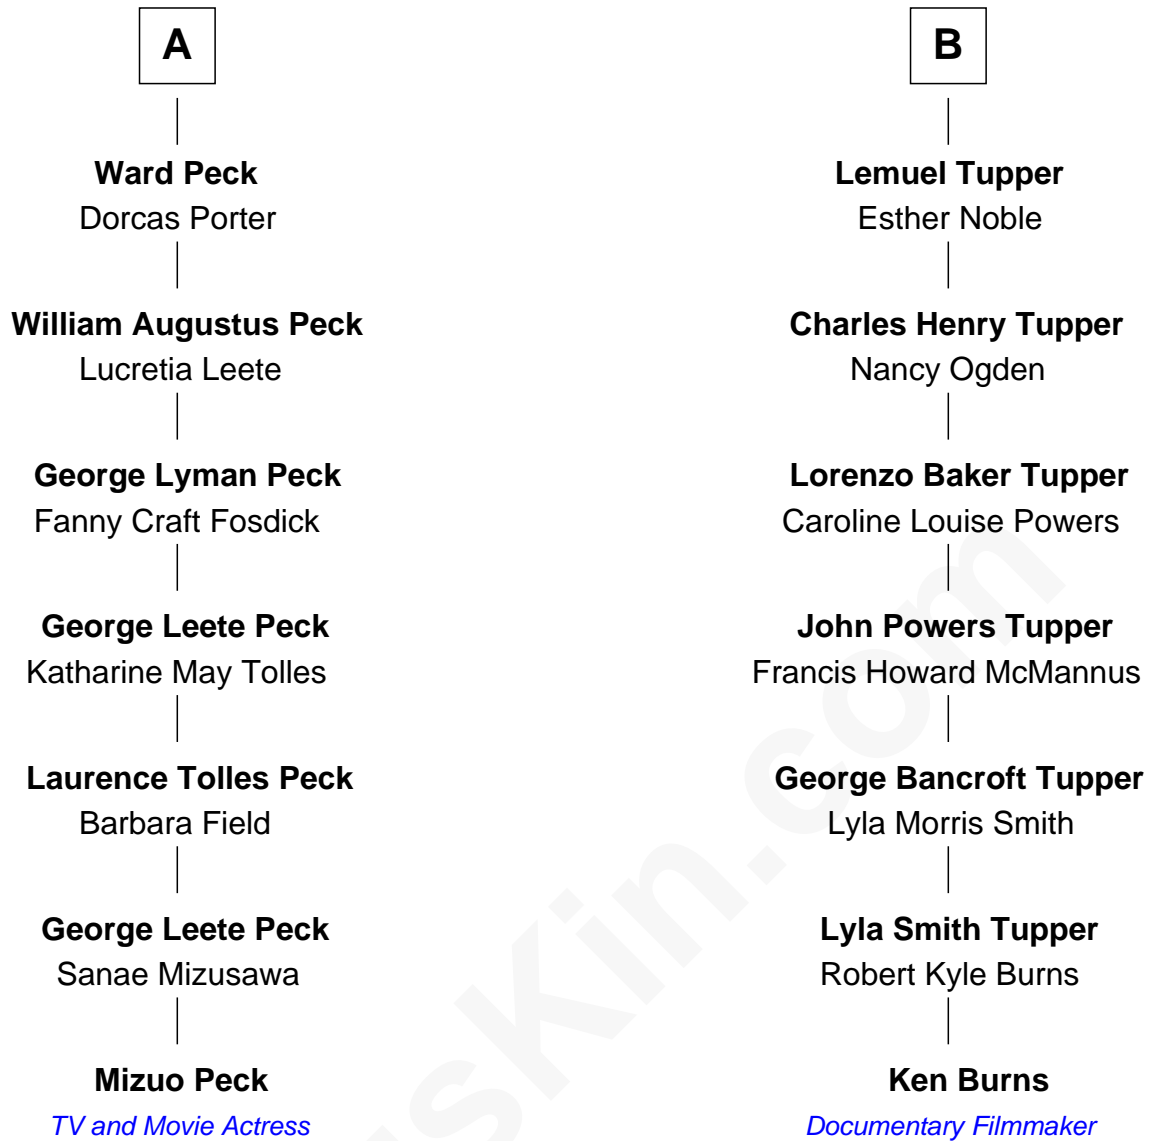 A
Ward Peck
Dorcas Porter
William Augustus Peck
Lucretia Leete
George Lyman Peck
Fanny Craft Fosdick
George Leete Peck
Katharine May Tolles
Laurence Tolles Peck
Barbara Field
George Leete Peck
Sanae Mizusawa
Mizuo Peck
TV and Movie Actress
B
Lemuel Tupper
Esther Noble
Charles Henry Tupper
Nancy Ogden
Lorenzo Baker Tupper
Caroline Louise Powers
John Powers Tupper
Francis Howard McMannus
George Bancroft Tupper
Lyla Morris Smith
Lyla Smith Tupper
Robert Kyle Burns
Ken Burns
Documentary Filmmaker